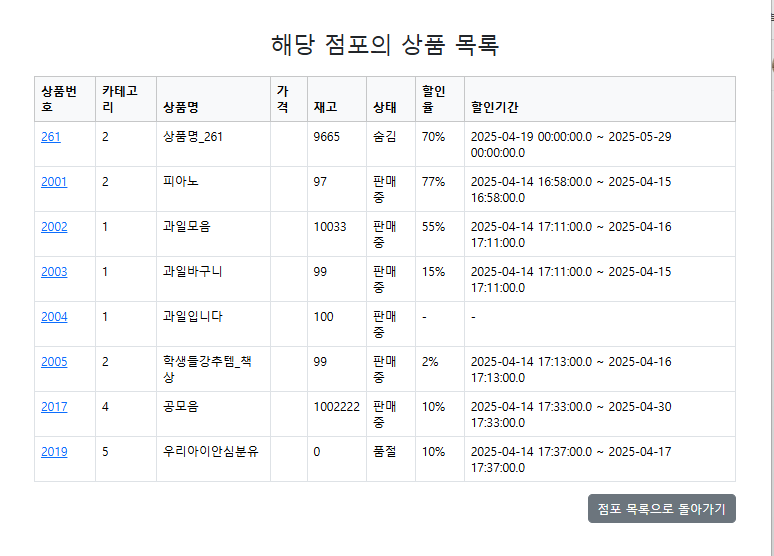 해당 점포의 상품 목록
상품번호 카테고리 상품명 가격 재고 상태 할인율 할인기간
261 2 상품명_261 9665 숨김 70% 2025-04-19 00:00:00.0 ~ 2025-05-29 00:00:00.0
2001 2 피아노 97 판매중 77% 2025-04-14 16:58:00.0 ~ 2025-04-15 16:58:00.0
2002 1 과일모음 10033 판매중 55% 2025-04-14 17:11:00.0 ~ 2025-04-16 17:11:00.0
2003 1 과일바구니 99 판매중 15% 2025-04-14 17:11:00.0 ~ 2025-04-15 17:11:00.0
2004 1 과일입니다 100 판매중 - -
2005 2 학생들강추템_책상 99 판매중 2% 2025-04-14 17:13:00.0 ~ 2025-04-16 17:13:00.0
2017 4 공모음 1002222 판매중 10% 2025-04-14 17:33:00.0 ~ 2025-04-30 17:33:00.0
2019 5 우리아이안심분유 0 품절 10% 2025-04-14 17:37:00.0 ~ 2025-04-17 17:37:00.0
점포 목록으로 돌아가기